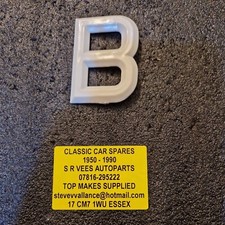 B
CLASSIC CAR SPARES
1950 - 1990
S R VEES AUTOPARTS
07816-295222
TOP MAKES SUPPLIED
stevevvallance@hotmail.com
17 CM7 1WU ESSEX